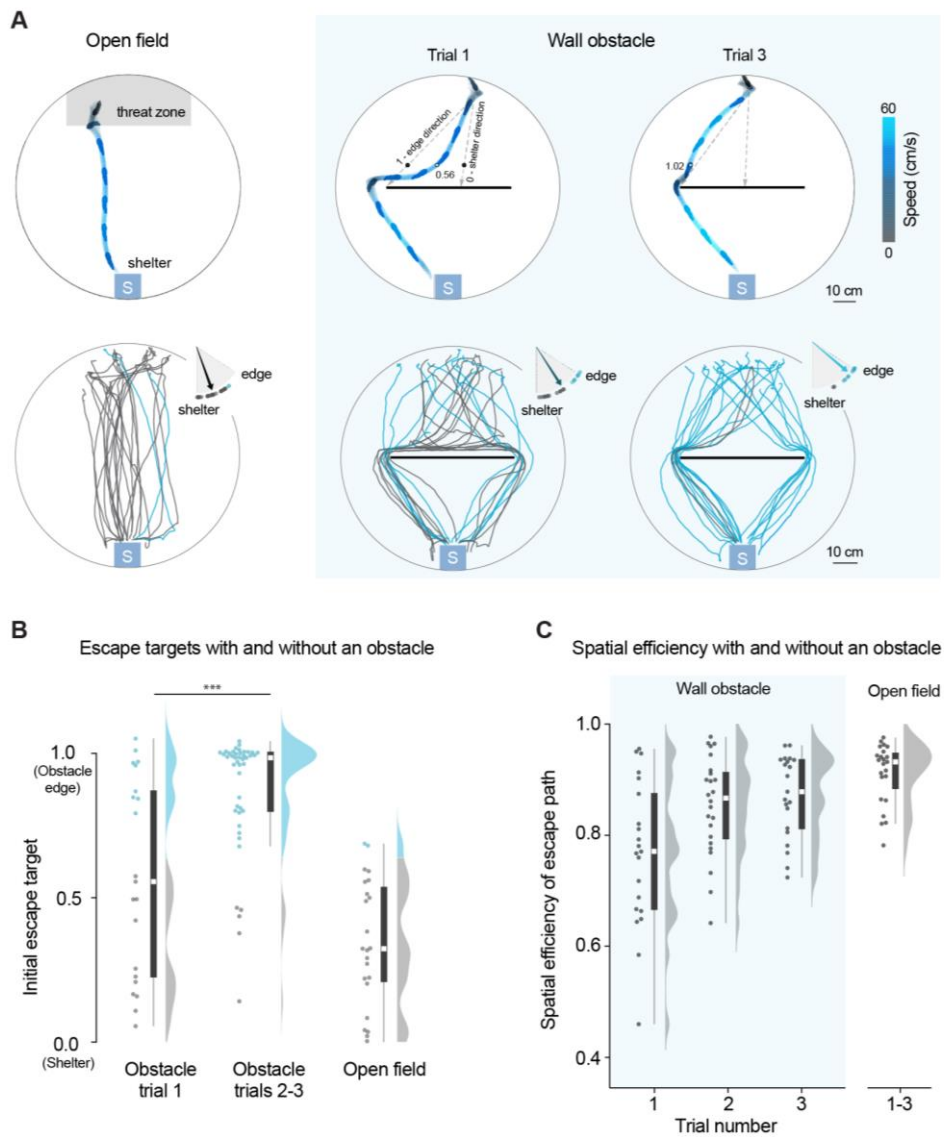 A
Open field
Wall obstacle
Trial 1
Trial 3
threat zone
shelter
S
1 - edge direction
0 - shelter direction
0.56
S
1.02
S
60
Speed (cm/s)
0
10 cm
shelter
S
edge
shelter
S
edge
shelter
S
10 cm
B
Escape targets with and without an obstacle
***
1.0
(Obstacle
edge)
0.5
0.0
(Shelter)
Initial escape target
Obstacle
trial 1
Obstacle
trials 2-3
Open field
C
Spatial efficiency with and without an obstacle
Wall obstacle
Open field
1.0
0.8
0.6
0.4
Spatial efficiency of escape path
1
2
3
1-3
Trial number